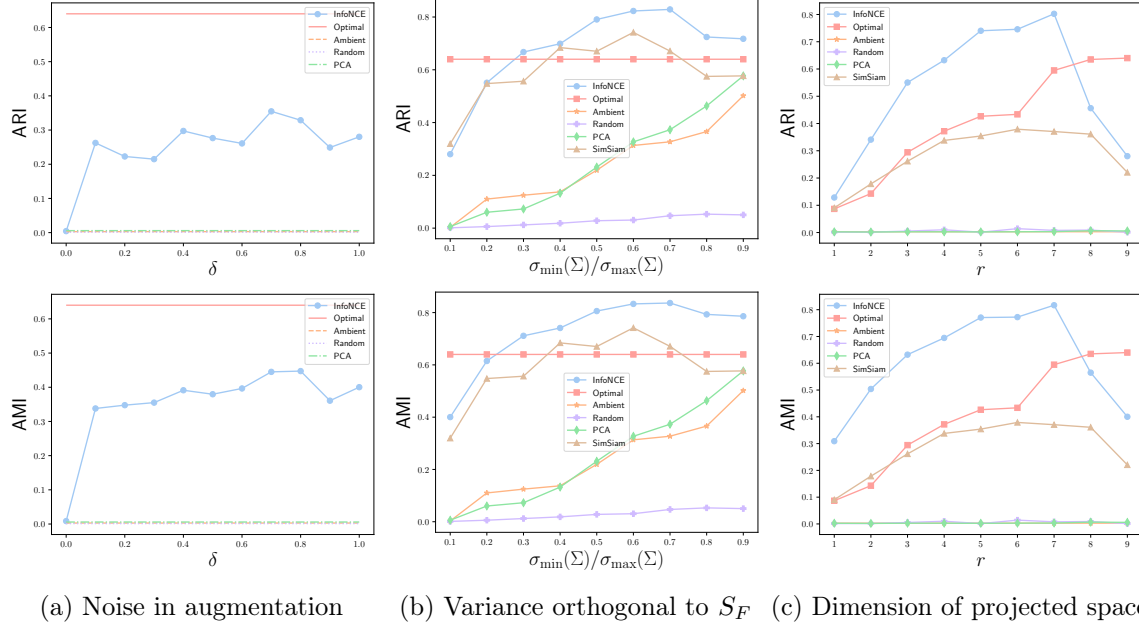 ARI
0.6
0.5
0.4
0.3
0.2
0.1
0.0
InfoNCE
Optimal
Ambient
Random
PCA
0.0 0.2 0.4 0.6 0.8 1.0
δ
ARI
0.8
0.6
0.4
0.2
0.0
InfoNCE
Optimal
Ambient
Random
PCA
SimSiam
0.1 0.2 0.3 0.4 0.5 0.6 0.7 0.8 0.9
σmin(Σ)/σmax(Σ)
ARI
0.8
0.7
0.6
0.5
0.4
0.3
0.2
0.1
0.0
InfoNCE
Optimal
Ambient
Random
PCA
SimSiam
1 2 3 4 5 6 7 8 9
r
AMI
0.6
0.5
0.4
0.3
0.2
0.1
0.0
InfoNCE
Optimal
Ambient
Random
PCA
0.0 0.2 0.4 0.6 0.8 1.0
δ
AMI
0.8
0.6
0.4
0.2
0.0
InfoNCE
Optimal
Ambient
Random
PCA
SimSiam
0.1 0.2 0.3 0.4 0.5 0.6 0.7 0.8 0.9
σmin(Σ)/σmax(Σ)
AMI
0.8
0.7
0.6
0.5
0.4
0.3
0.2
0.1
0.0
InfoNCE
Optimal
Ambient
Random
PCA
SimSiam
1 2 3 4 5 6 7 8 9
r
(a) Noise in augmentation
(b) Variance orthogonal to S_F
(c) Dimension of projected space